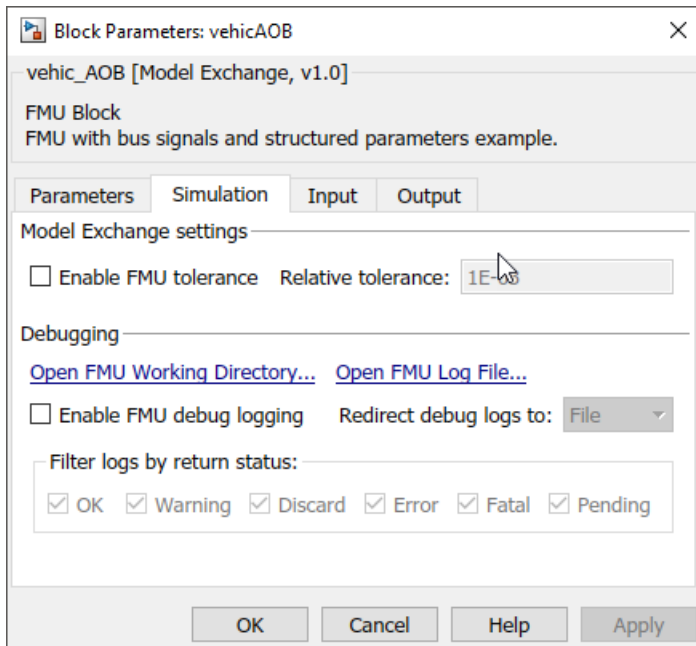 Block Parameters: vehicAOB
vehic_AOB [Model Exchange, v1.0]
FMU Block
FMU with bus signals and structured parameters example.
Parameters Simulation Input Output
Model Exchange settings
Enable FMU tolerance Relative tolerance:
Debugging
Open FMU Working Directory... Open FMU Log File...
Enable FMU debug logging Redirect debug logs to: File
Filter logs by return status:
OK Warning Discard Error Fatal Pending
OK Cancel Help Apply